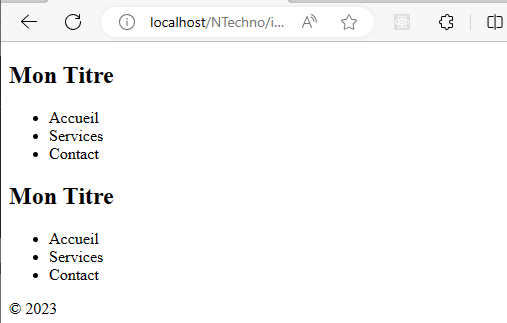 localhost/NTechno/i...
Mon Titre
Accueil
Services
Contact
Mon Titre
Accueil
Services
Contact
© 2023